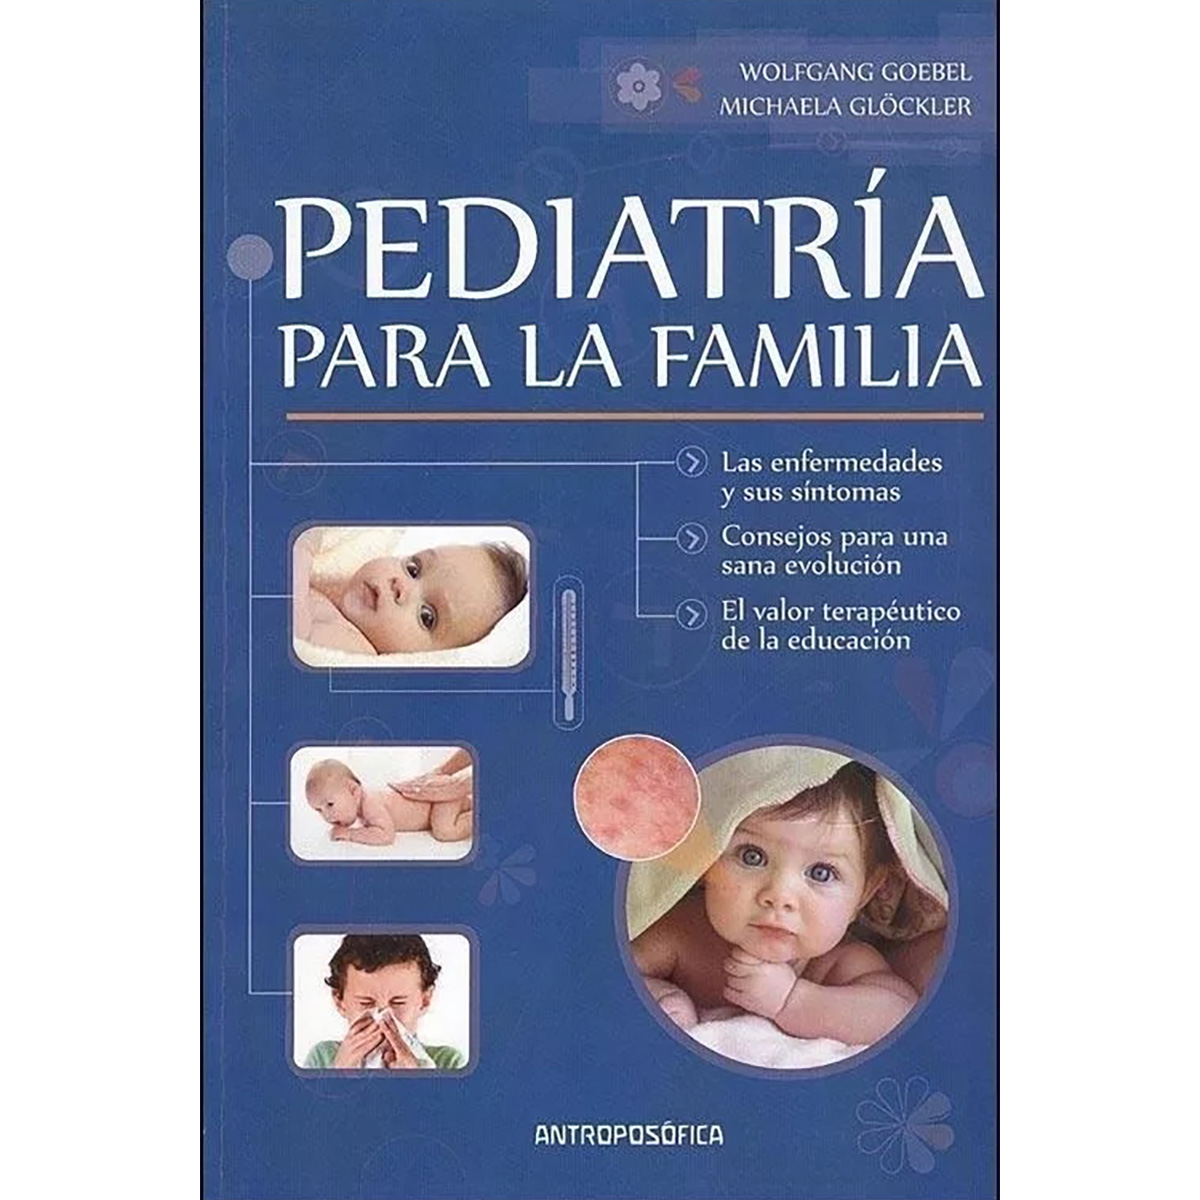 WOLFGANG GOEBEL
MICHAELA GLÖCKLER
PEDIATRÍA
PARA LA FAMILIA
Las enfermedades
y sus síntomas
Consejos para una
sana evolución
El valor terapéutico
de la educación
ANTROPOSÓFICA